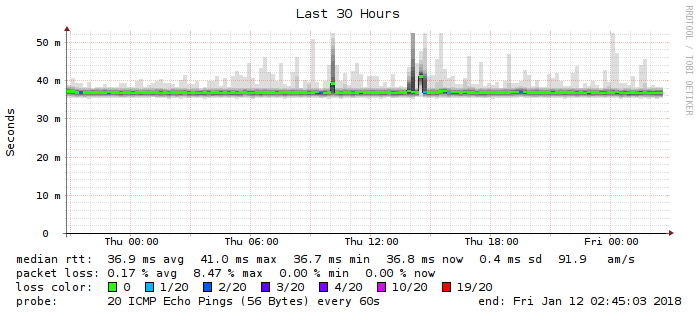 Last 30 Hours
RRDTOOL / TOBI OETIKER
Seconds
50 m
40 m
30 m
20 m
10 m
0
Thu 00:00 Thu 06:00 Thu 12:00 Thu 18:00 Fri 00:00
median rtt: 36.9 ms avg 41.0 ms max 36.7 ms min 36.8 ms now 0.4 ms sd 91.9 am/s
packet loss: 0.17 % avg 8.47 % max 0.00 % min 0.00 % now
loss color: 0 1/20 2/20 3/20 4/20 10/20 19/20
probe: 20 ICMP Echo Pings (56 Bytes) every 60s end: Fri Jan 12 02:45:03 2018